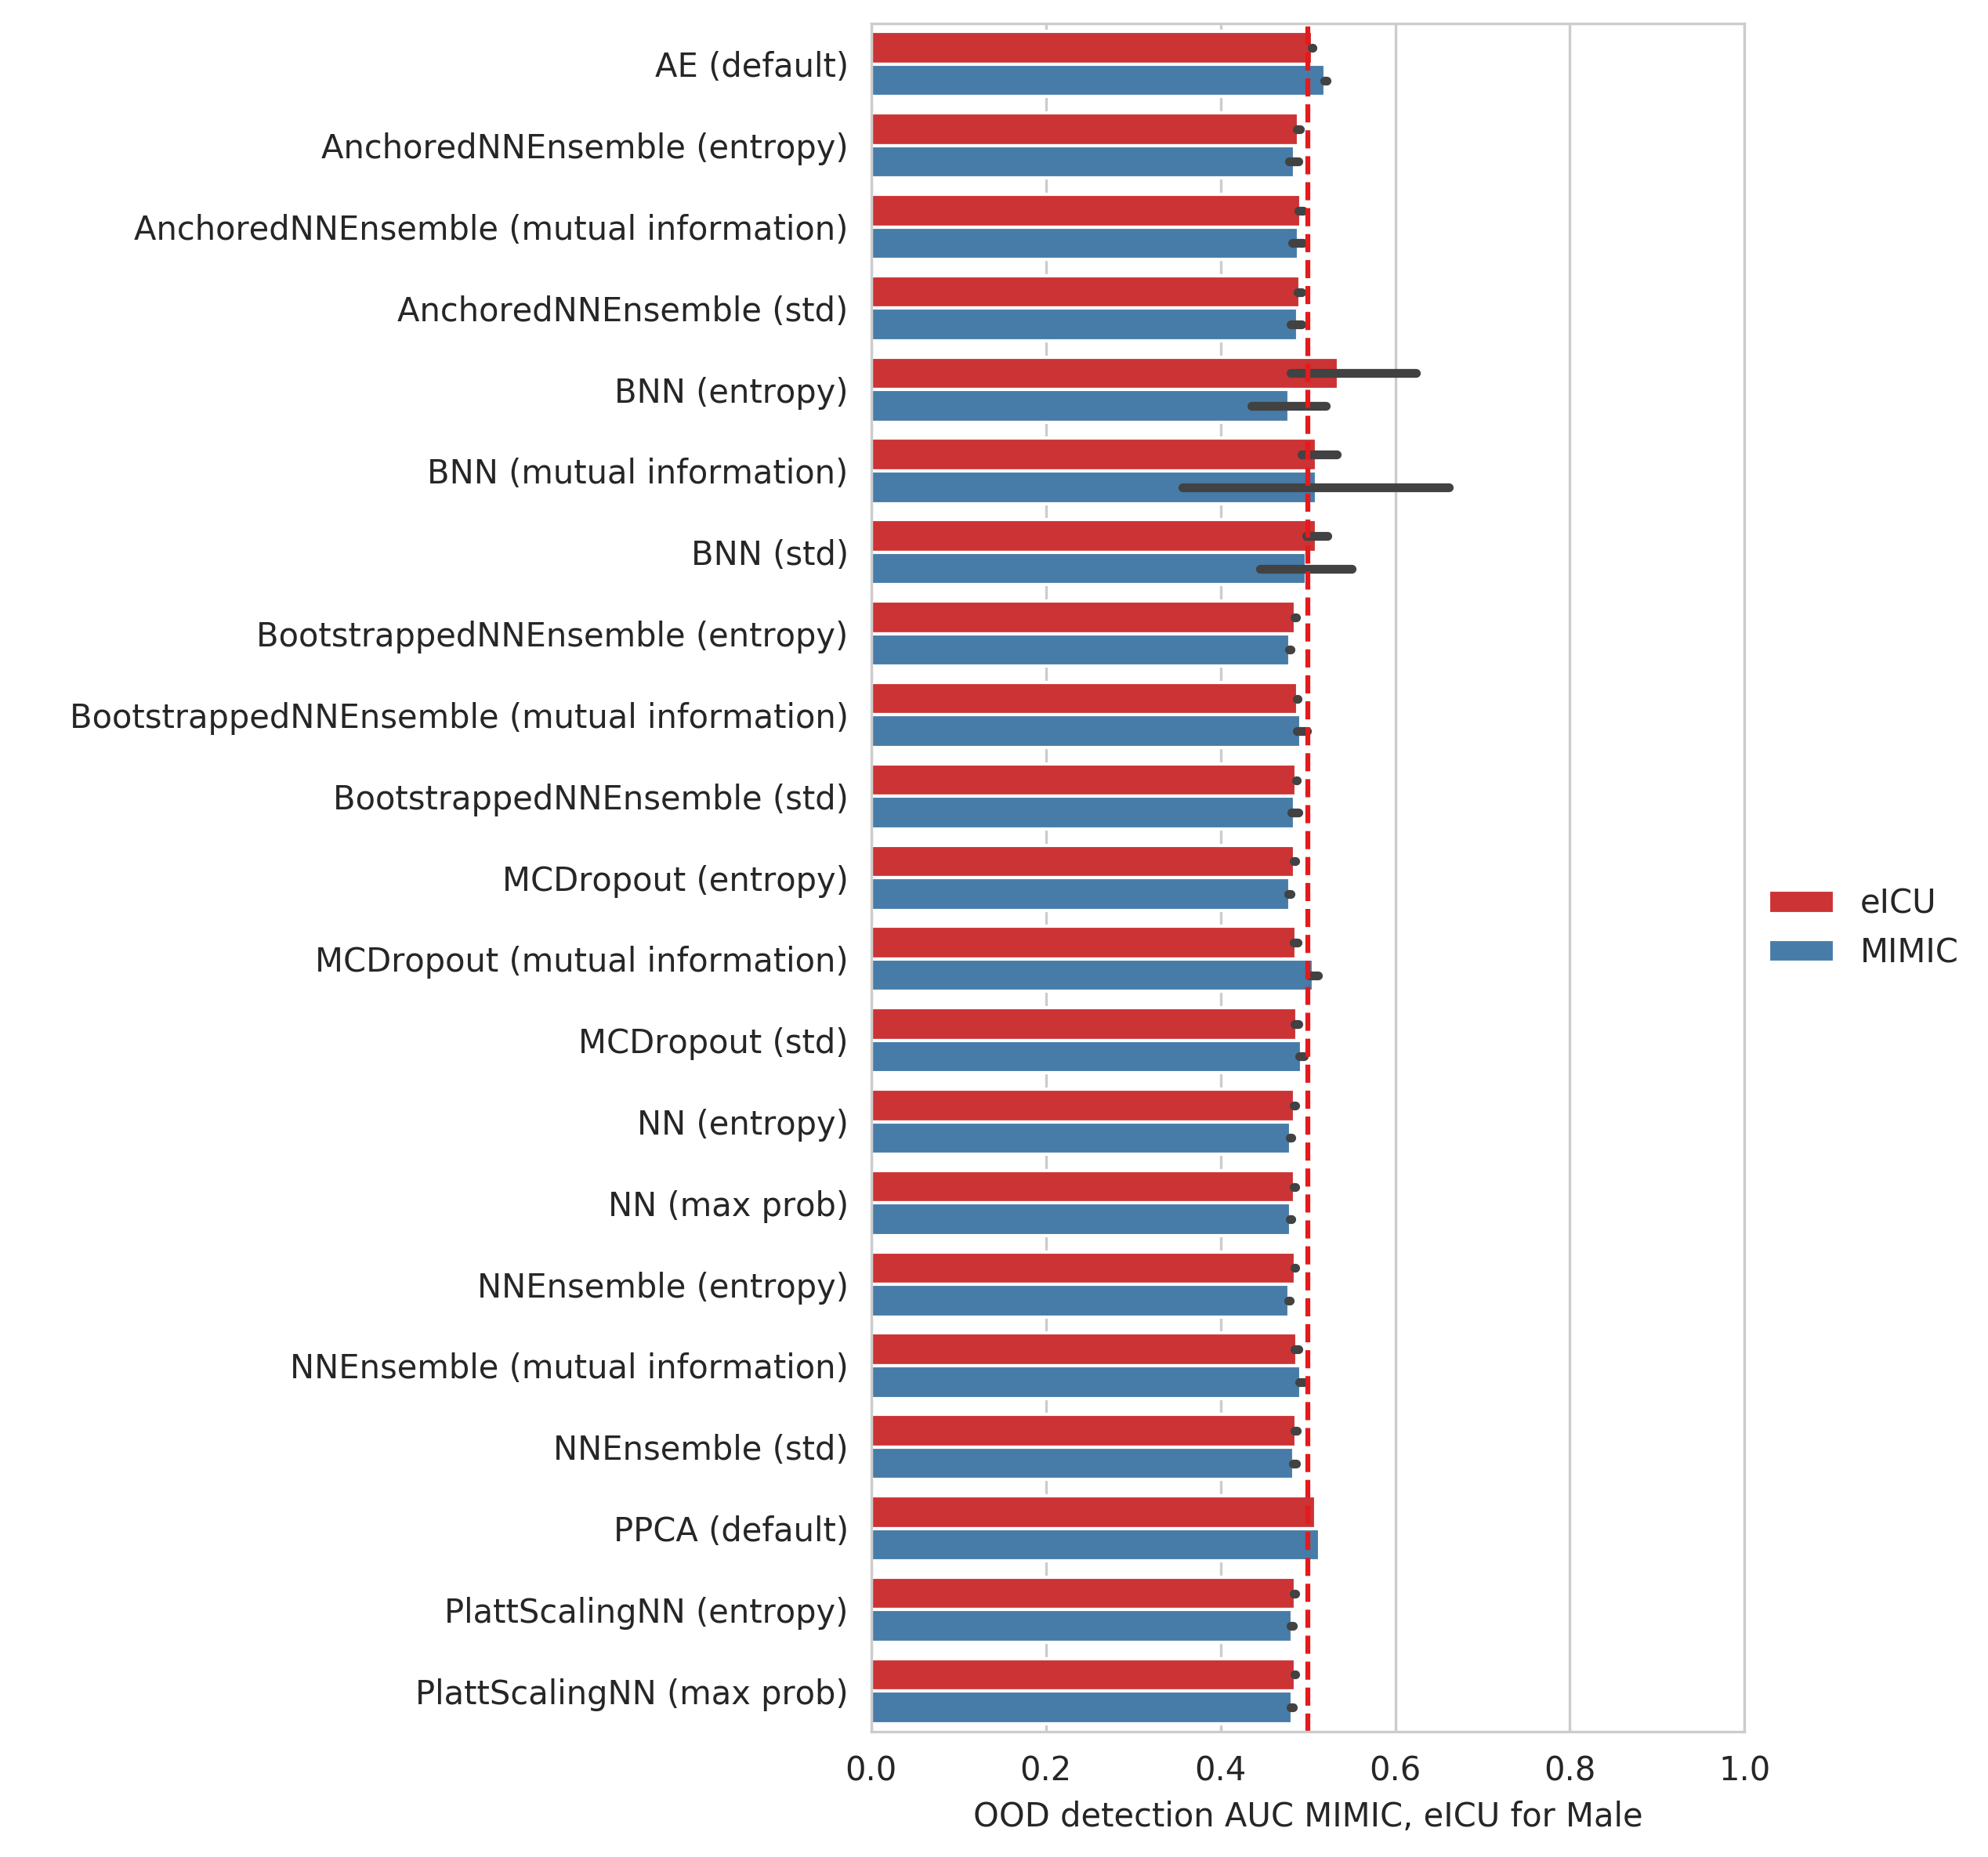 AE (default)
AnchoredNNEnsemble (entropy)
AnchoredNNEnsemble (mutual information)
AnchoredNNEnsemble (std)
BNN (entropy)
BNN (mutual information)
BNN (std)
BootstrappedNNEnsemble (entropy)
BootstrappedNNEnsemble (mutual information)
BootstrappedNNEnsemble (std)
MCDropout (entropy)
MCDropout (mutual information)
MCDropout (std)
NN (entropy)
NN (max prob)
NNEnsemble (entropy)
NNEnsemble (mutual information)
NNEnsemble (std)
PPCA (default)
PlattScalingNN (entropy)
PlattScalingNN (max prob)
eICU
MIMIC
0.0 0.2 0.4 0.6 0.8 1.0
OOD detection AUC MIMIC, eICU for Male